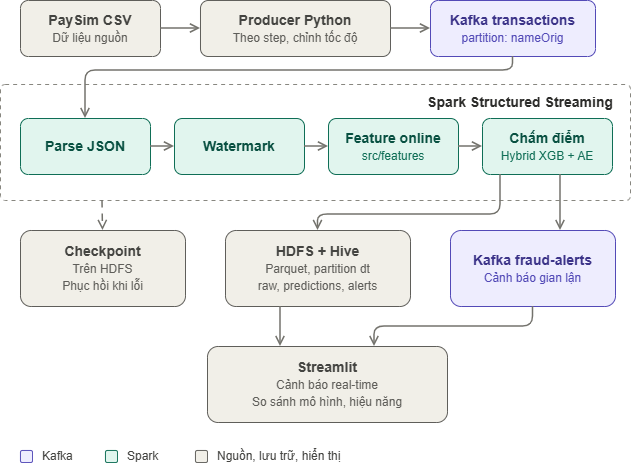 PaySim CSV
Dữ liệu nguồn
Producer Python
Theo step, chỉnh tốc độ
Kafka transactions
partition: nameOrig
Spark Structured Streaming
Parse JSON
Watermark
Feature online
src/features
Chấm điểm
Hybrid XGB + AE
Checkpoint
Trên HDFS
Phục hồi khi lỗi
HDFS + Hive
Parquet, partition dt
raw, predictions, alerts
Kafka fraud-alerts
Cảnh báo gian lận
Streamlit
Cảnh báo real-time
So sánh mô hình, hiệu năng
Kafka
Spark
Nguồn, lưu trữ, hiển thị